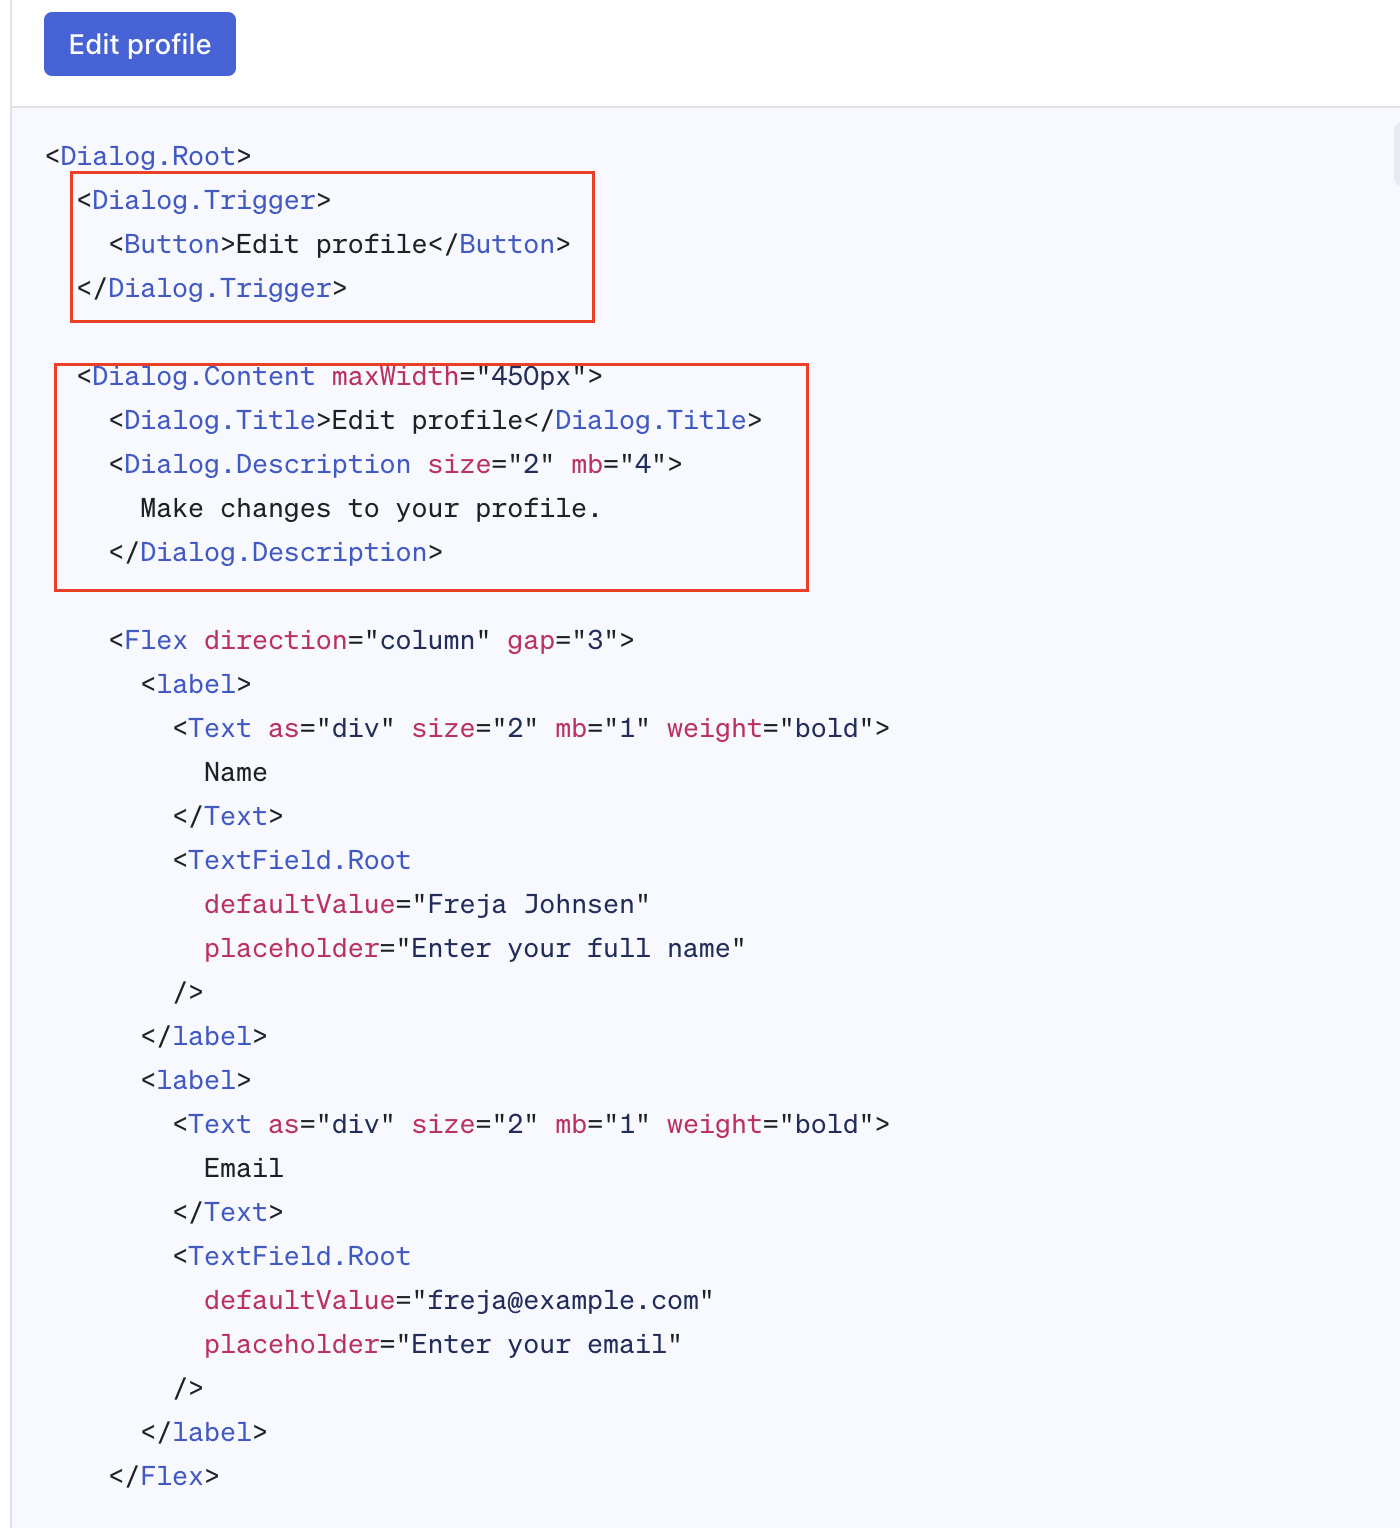 Edit profile
<Dialog.Root>
<Dialog.Trigger>
<Button>Edit profile</Button>
</Dialog.Trigger>
<Dialog.Content maxWidth="450px">
<Dialog.Title>Edit profile</Dialog.Title>
<Dialog.Description size="2" mb="4">
Make changes to your profile.
</Dialog.Description>
<Flex direction="column" gap="3">
<label>
<Text as="div" size="2" mb="1" weight="bold">
Name
</Text>
<TextField.Root
defaultValue="Freja Johnsen"
placeholder="Enter your full name"
/>
</label>
<label>
<Text as="div" size="2" mb="1" weight="bold">
Email
</Text>
<TextField.Root
defaultValue="freja@example.com"
placeholder="Enter your email"
/>
</label>
</Flex>